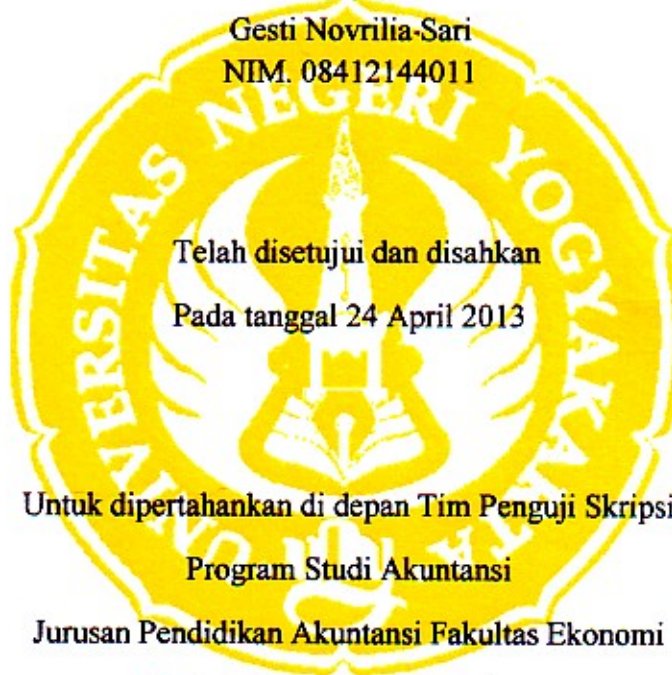 Gesti Novrilia-Sari
NIM. 08412144011
UNIVERSITAS NEGERI YOGYAKARTA
Telah disetujui dan disahkan
Pada tanggal 24 April 2013
Untuk dipertahankan di depan Tim Penguji Skripsi
Program Studi Akuntansi
Jurusan Pendidikan Akuntansi Fakultas Ekonomi